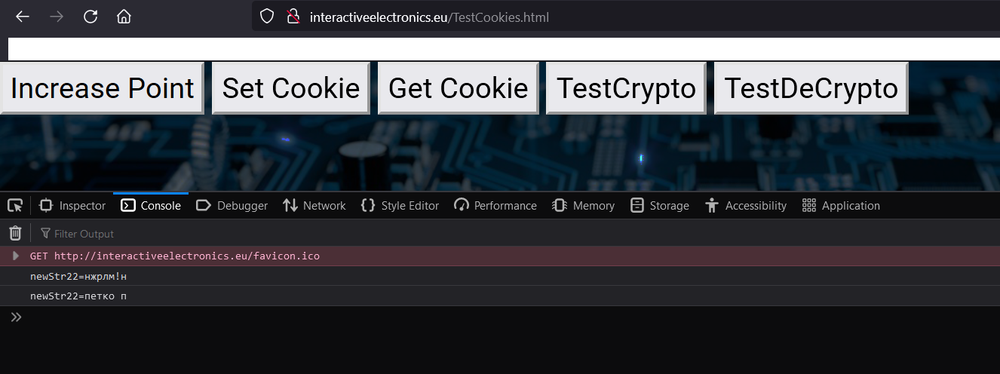 interactiveelectronics.eu/TestCookies.html
Increase Point Set Cookie Get Cookie TestCrypto TestDeCrypto
Inspector Console Debugger Network Style Editor Performance Memory Storage Accessibility Application
Filter Output
GET http://interactiveelectronics.eu/favicon.ico
newStr22=нжрлм!н
newStr22=петко п